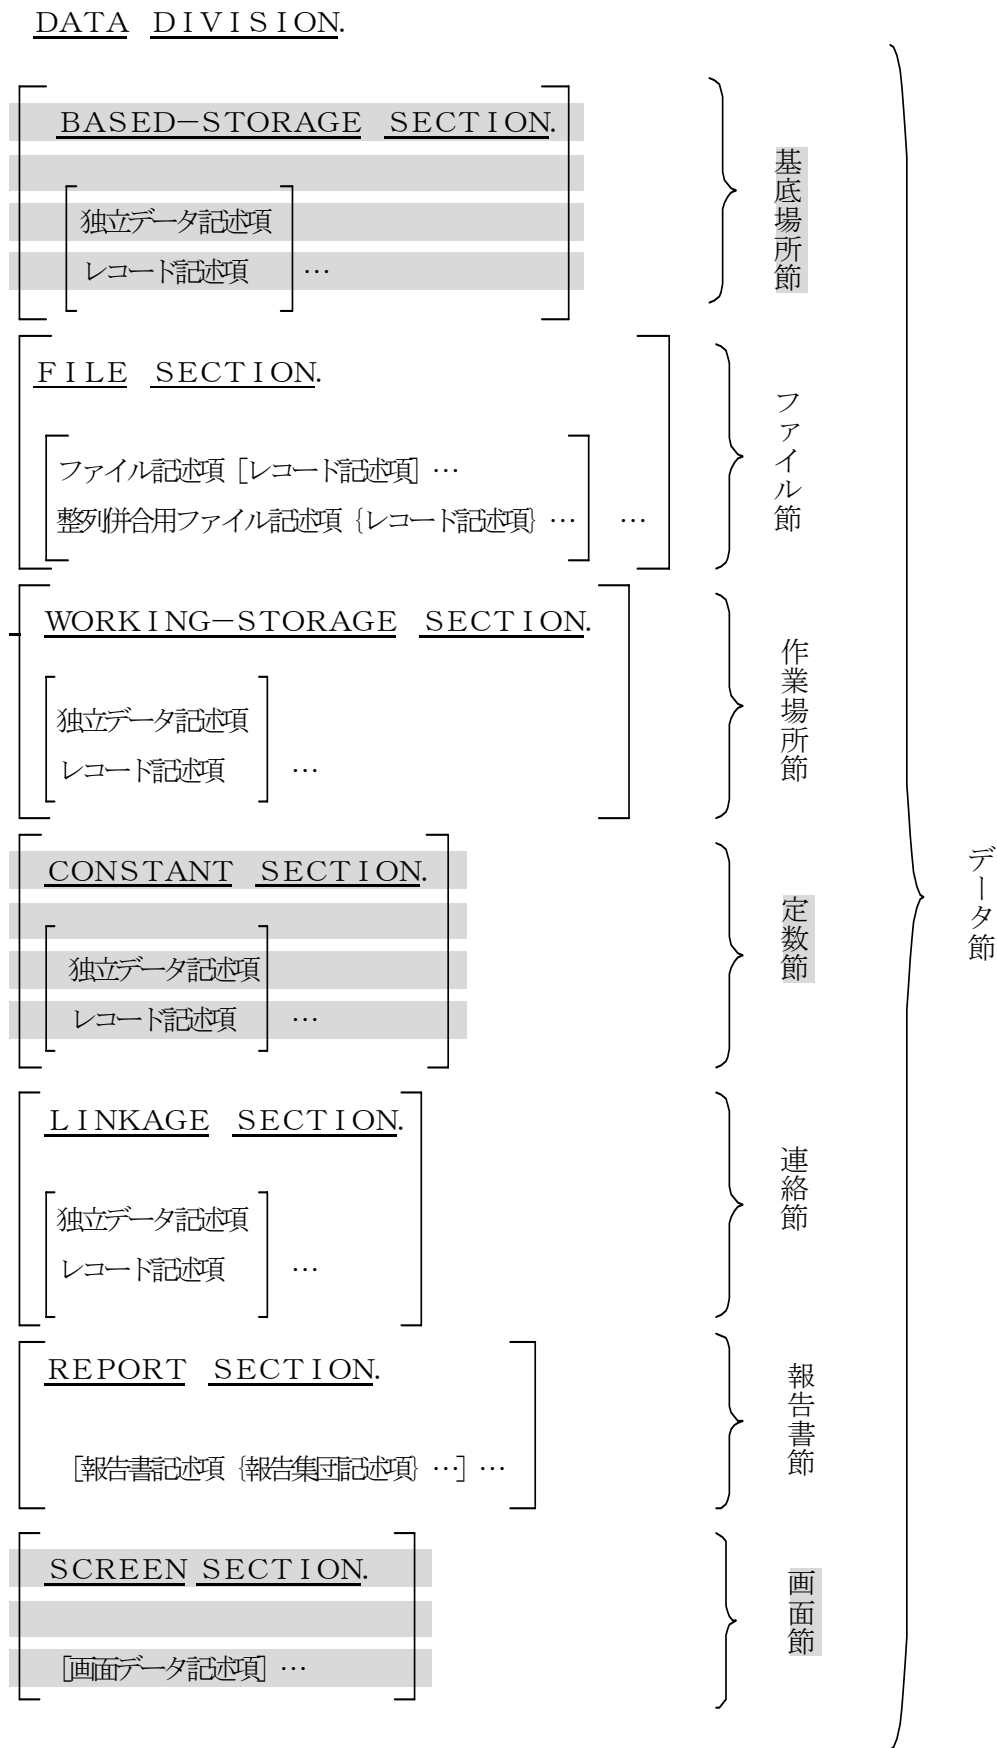 DATA DIVISION.
BASED-STORAGE SECTION.
独立データ記述項
レコード記述項 …
基底場所節
FILE SECTION.
ファイル記述項 [レコード記述項] …
整列併合用ファイル記述項 {レコード記述項} … …
ファイル節
WORKING-STORAGE SECTION.
独立データ記述項
レコード記述項 …
作業場所節
CONSTANT SECTION.
独立データ記述項
レコード記述項 …
定数節
LINKAGE SECTION.
独立データ記述項
レコード記述項 …
連絡節
REPORT SECTION.
[報告書記述項 {報告集団記述項} …] …
報告書節
SCREEN SECTION.
[画面データ記述項] …
画面節
データ節